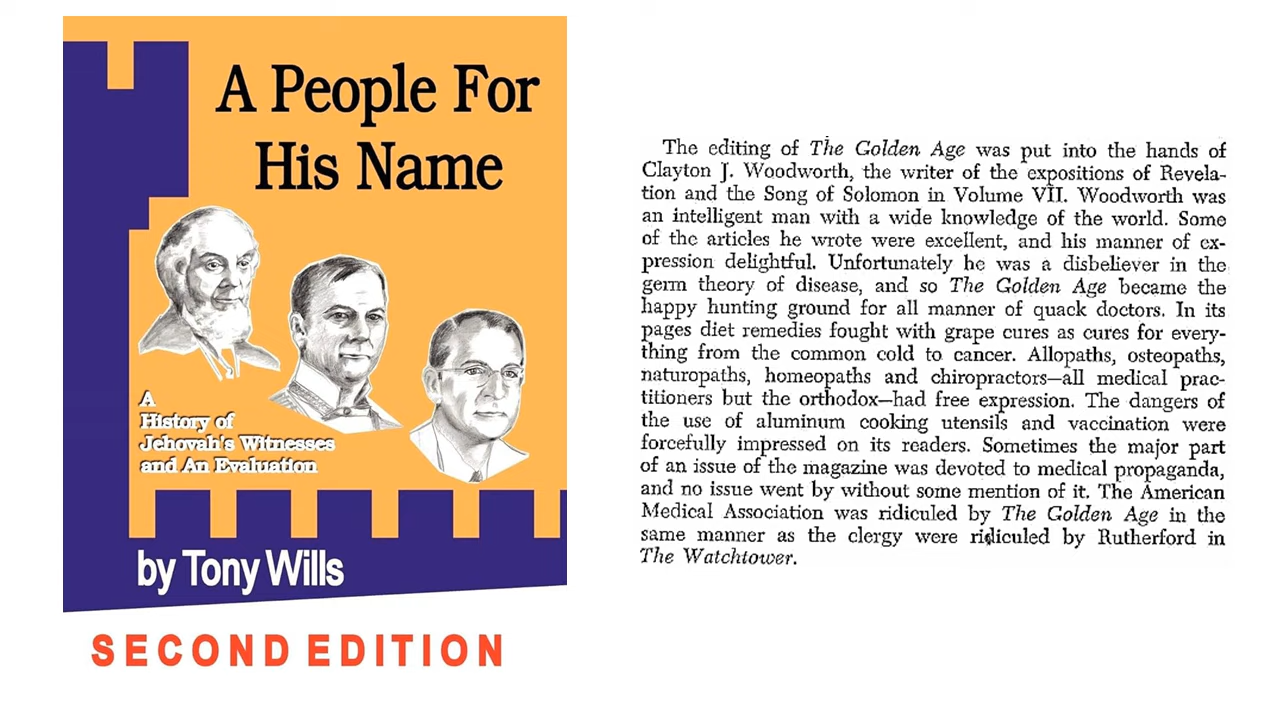 A People For
His Name
A
History of
Jehovah's Witnesses
and An Evaluation
by Tony Wills
SECOND EDITION
The editing of The Golden Age was put into the hands of
Clayton J. Woodworth, the writer of the expositions of Revela-
tion and the Song of Solomon in Volume VII. Woodworth was
an intelligent man with a wide knowledge of the world. Some
of the articles he wrote were excellent, and his manner of ex-
pression delightful. Unfortunately he was a disbeliever in the
germ theory of disease, and so The Golden Age became the
happy hunting ground for all manner of quack doctors. In its
pages diet remedies fought with grape cures as cures for every-
thing from the common cold to cancer. Allopaths, osteopaths,
naturopaths, homeopaths and chiropractors—all medical prac-
titioners but the orthodox—had free expression. The dangers of
the use of aluminum cooking utensils and vaccination were
forcefully impressed on its readers. Sometimes the major part
of an issue of the magazine was devoted to medical propaganda,
and no issue went by without some mention of it. The American
Medical Association was ridiculed by The Golden Age in the
same manner as the clergy were ridiculed by Rutherford in
The Watchtower.